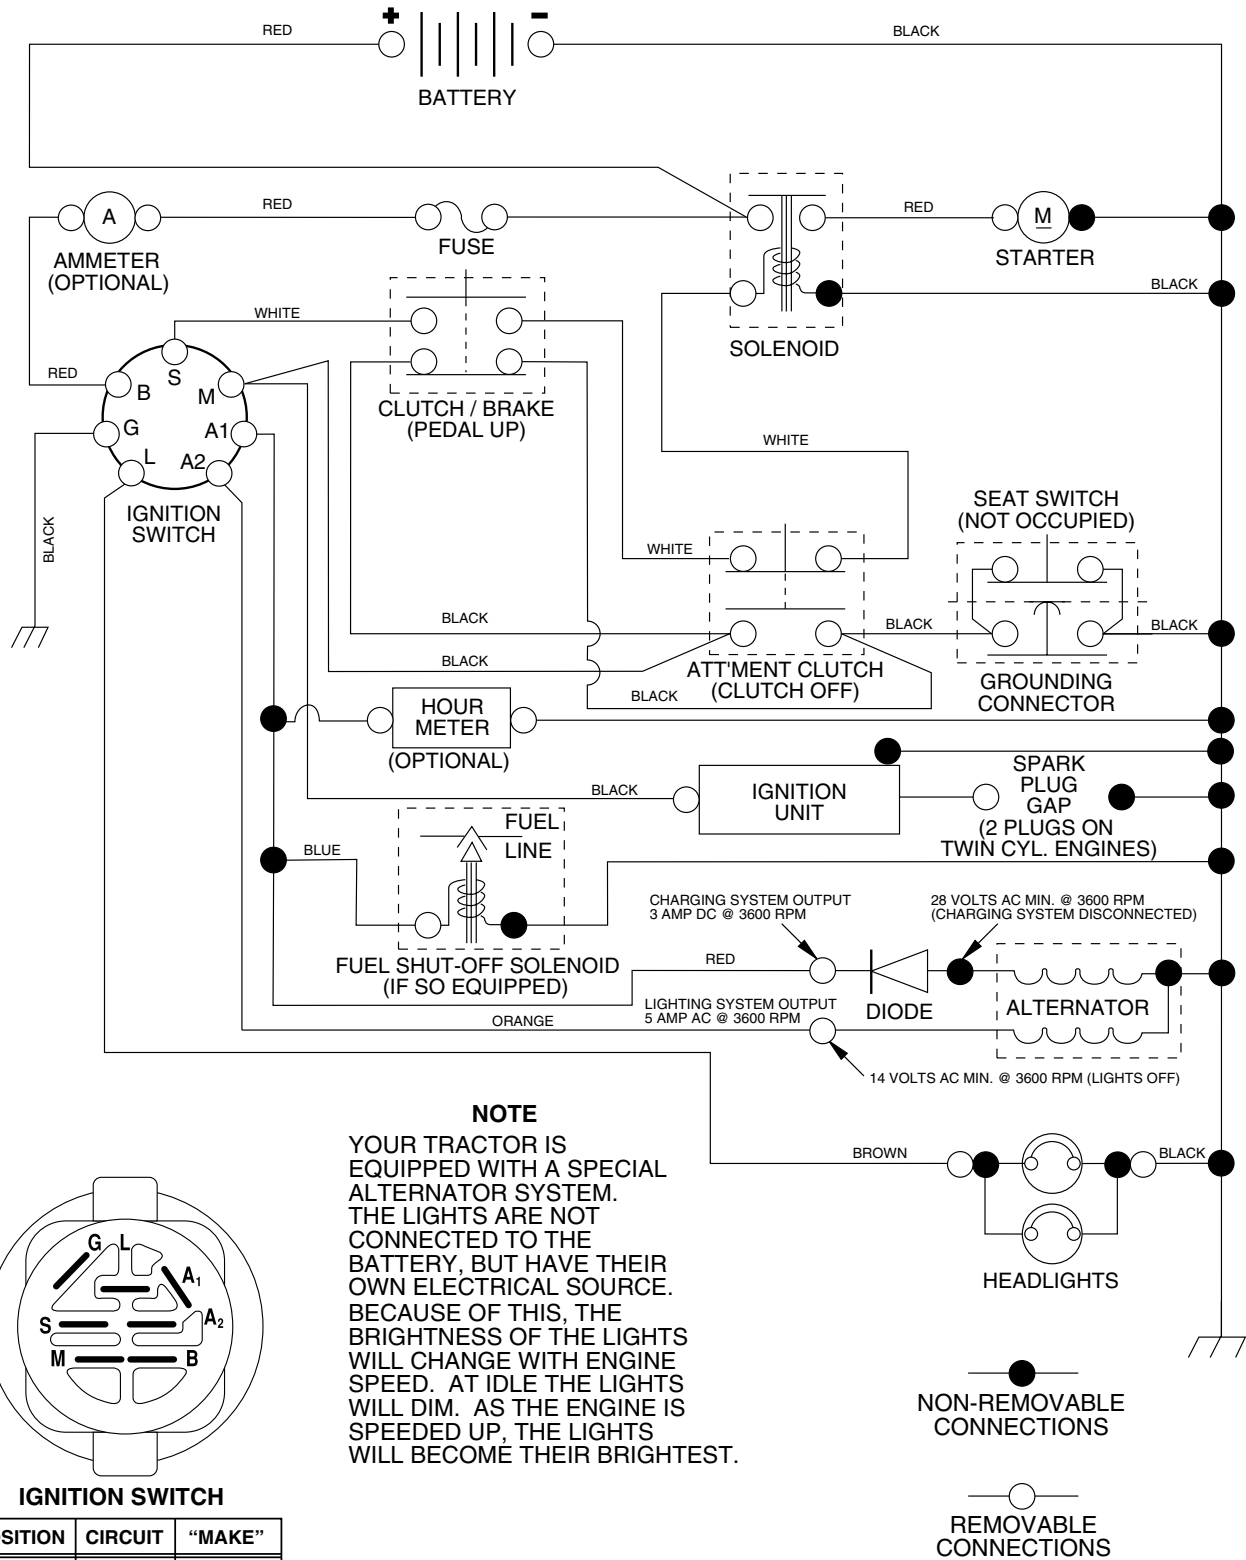 + −
RED
BLACK
BATTERY
A
RED
RED
M
AMMETER
(OPTIONAL)
FUSE
STARTER
BLACK
WHITE
SOLENOID
RED
B
S
M
G
A1
L
A2
CLUTCH / BRAKE
(PEDAL UP)
WHITE
IGNITION
SWITCH
BLACK
SEAT SWITCH
(NOT OCCUPIED)
WHITE
BLACK
BLACK
BLACK
BLACK
ATT'MENT CLUTCH
(CLUTCH OFF)
BLACK
GROUNDING
CONNECTOR
HOUR
METER
(OPTIONAL)
BLACK
IGNITION
UNIT
SPARK
PLUG
GAP
(2 PLUGS ON
TWIN CYL. ENGINES)
FUEL
LINE
BLUE
CHARGING SYSTEM OUTPUT
3 AMP DC @ 3600 RPM
28 VOLTS AC MIN. @ 3600 RPM
(CHARGING SYSTEM DISCONNECTED)
FUEL SHUT-OFF SOLENOID
(IF SO EQUIPPED)
RED
DIODE
ALTERNATOR
LIGHTING SYSTEM OUTPUT
5 AMP AC @ 3600 RPM
ORANGE
14 VOLTS AC MIN. @ 3600 RPM (LIGHTS OFF)
NOTE
YOUR TRACTOR IS
EQUIPPED WITH A SPECIAL
ALTERNATOR SYSTEM.
THE LIGHTS ARE NOT
CONNECTED TO THE
BATTERY, BUT HAVE THEIR
OWN ELECTRICAL SOURCE.
BECAUSE OF THIS, THE
BRIGHTNESS OF THE LIGHTS
WILL CHANGE WITH ENGINE
SPEED. AT IDLE THE LIGHTS
WILL DIM. AS THE ENGINE IS
SPEEDED UP, THE LIGHTS
WILL BECOME THEIR BRIGHTEST.
BROWN
BLACK
HEADLIGHTS
G L
A1
A2
S
M
B
IGNITION SWITCH
SITION CIRCUIT “MAKE”
NON-REMOVABLE
CONNECTIONS
REMOVABLE
CONNECTIONS